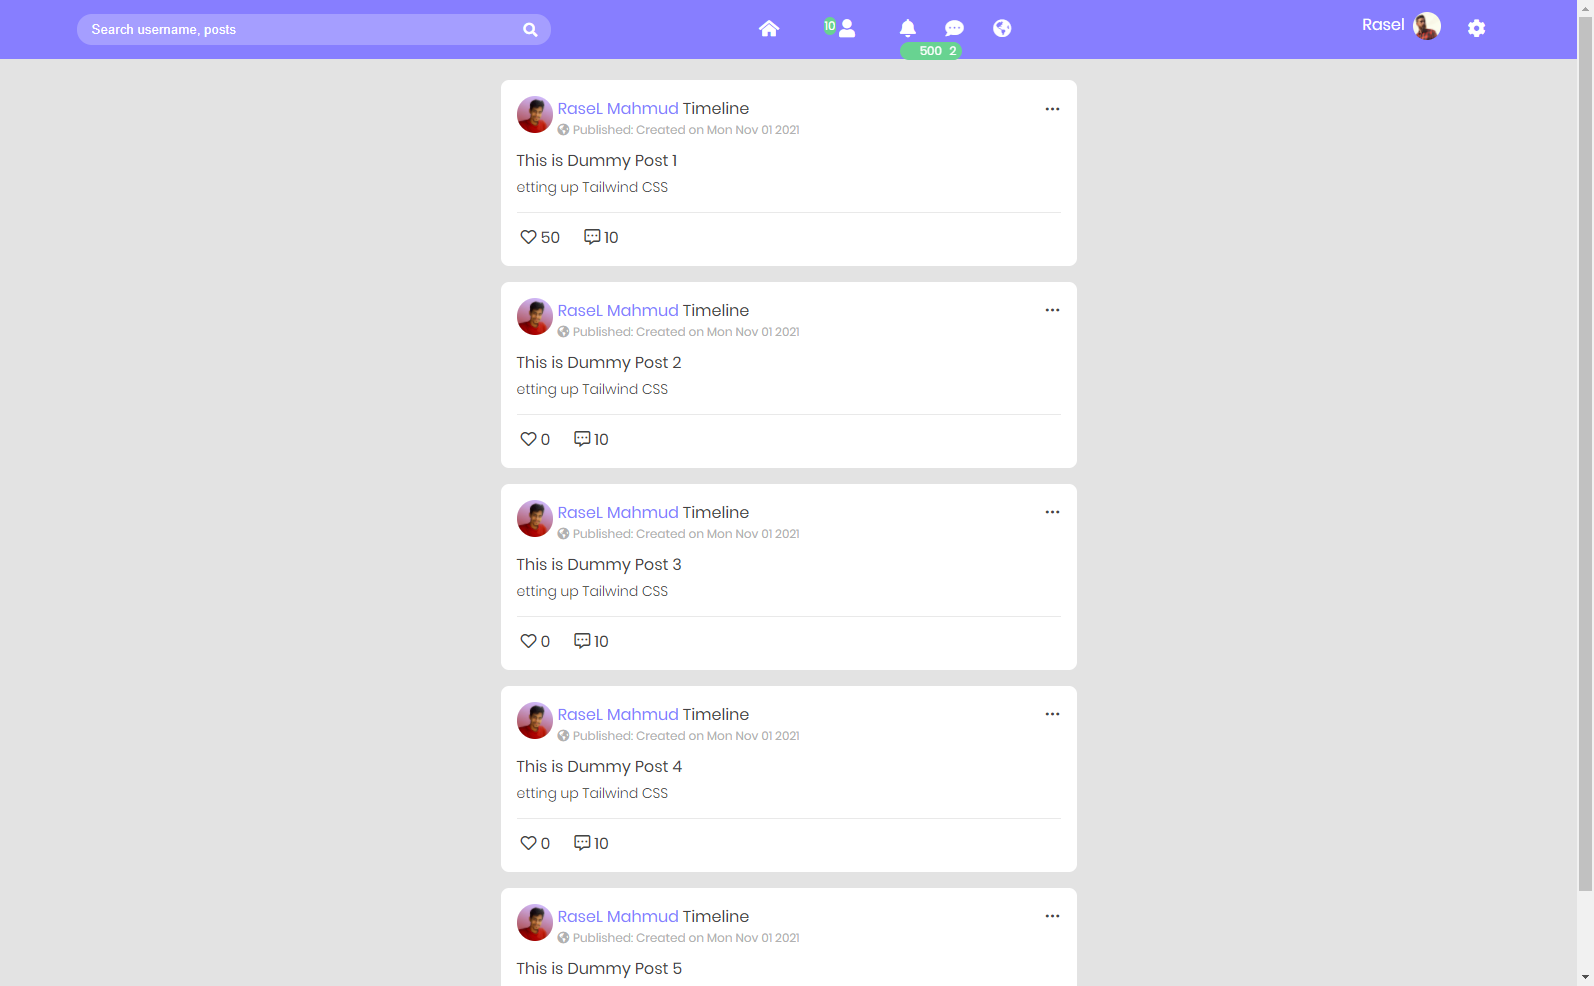 Search username, posts
10
500 2
Rasel
RaseL Mahmud Timeline
Published: Created on Mon Nov 01 2021
This is Dummy Post 1
etting up Tailwind CSS
50 10
RaseL Mahmud Timeline
Published: Created on Mon Nov 01 2021
This is Dummy Post 2
etting up Tailwind CSS
0 10
RaseL Mahmud Timeline
Published: Created on Mon Nov 01 2021
This is Dummy Post 3
etting up Tailwind CSS
0 10
RaseL Mahmud Timeline
Published: Created on Mon Nov 01 2021
This is Dummy Post 4
etting up Tailwind CSS
0 10
RaseL Mahmud Timeline
Published: Created on Mon Nov 01 2021
This is Dummy Post 5